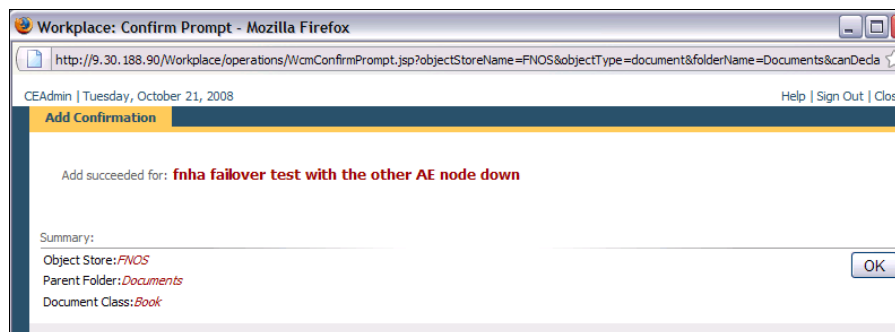 Workplace: Confirm Prompt - Mozilla Firefox
http://9.30.188.90/Workplace/operations/WcmConfirmPrompt.jsp?objectStoreName=FNOS&objectType=document&folderName=Documents&canDecla
CEAdmin | Tuesday, October 21, 2008 Help | Sign Out | Clos
Add Confirmation
Add succeeded for: fnha failover test with the other AE node down
Summary:
Object Store:FNOS
OK
Parent Folder:Documents
Document Class:Book